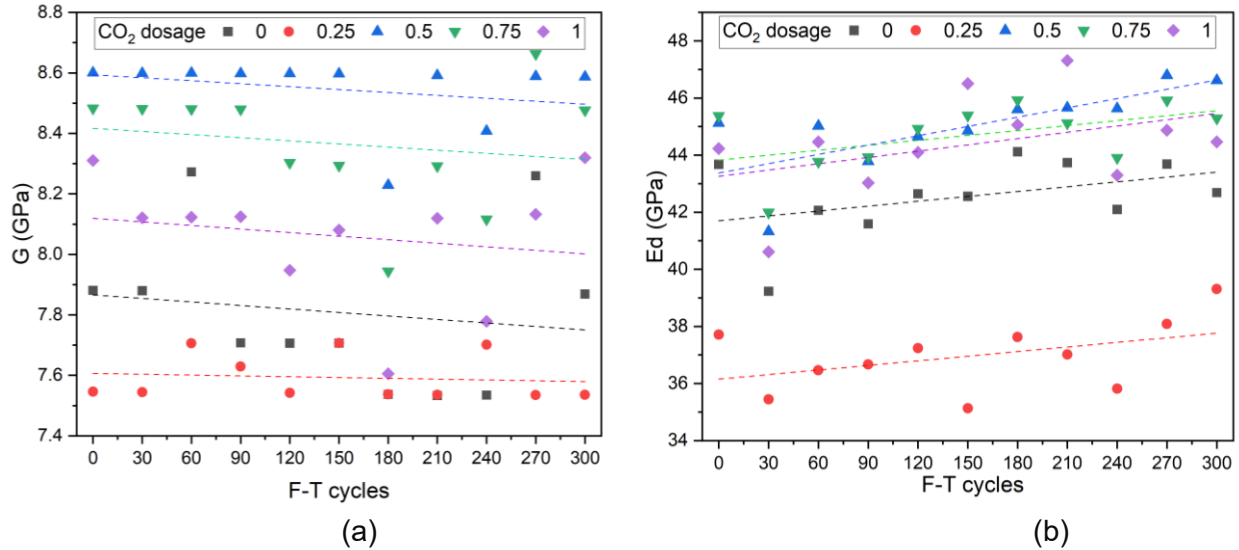 CO2 dosage 0 0.25 0.5 0.75 1
8.8
8.6
8.4
8.2
8.0
7.8
7.6
7.4
G (GPa)
0 30 60 90 120 150 180 210 240 270 300
F-T cycles
(a)
CO2 dosage 0 0.25 0.5 0.75 1
48
46
44
42
40
38
36
34
Ed (GPa)
0 30 60 90 120 150 180 210 240 270 300
F-T cycles
(b)